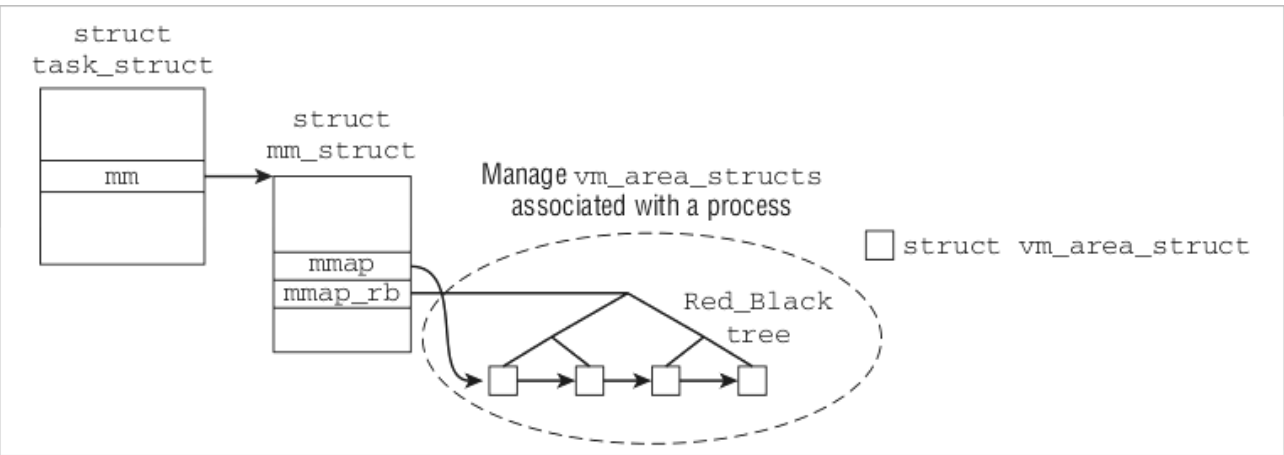 struct
task_struct
mm
struct
mm_struct
mmap
mmap_rb
Manage vm_area_structs
associated with a process
Red_Black
tree
struct vm_area_struct